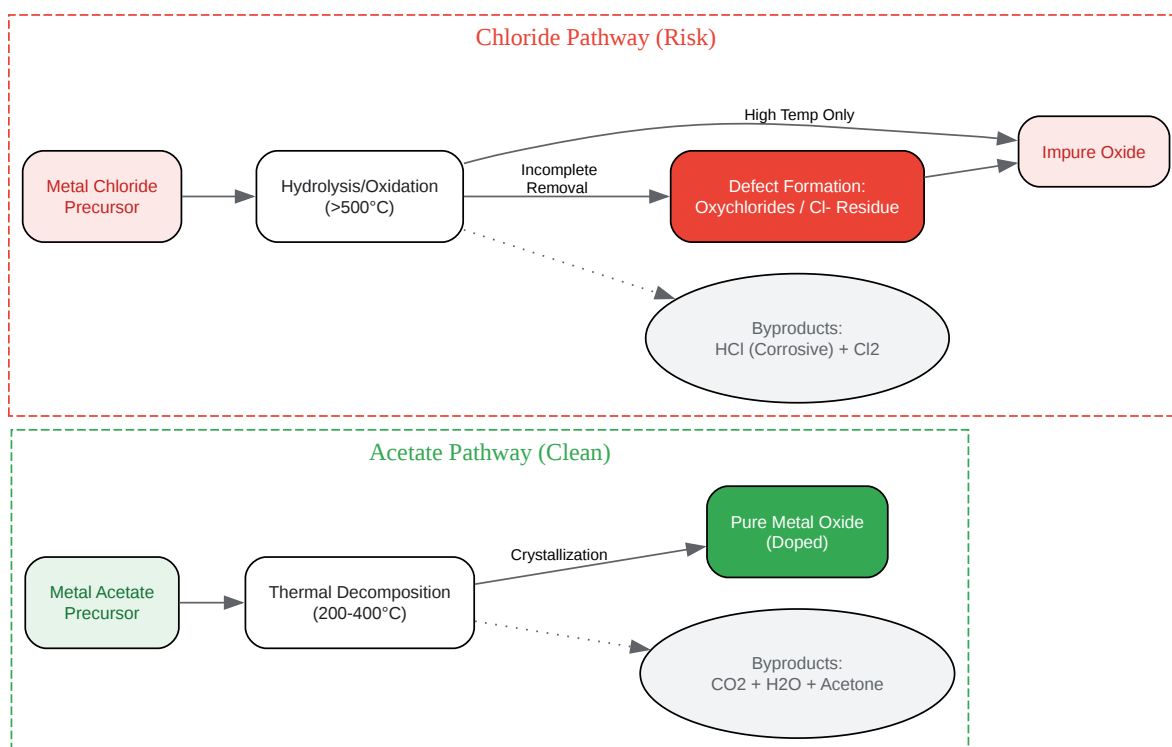 Chloride Pathway (Risk)
High Temp Only
Metal Chloride
Precursor
Hydrolysis/Oxidation
(>500°C)
Incomplete
Removal
Defect Formation:
Oxychlorides / Cl- Residue
Impure Oxide
Byproducts:
HCl (Corrosive) + Cl2
Acetate Pathway (Clean)
Metal Acetate
Precursor
Thermal Decomposition
(200-400°C)
Crystallization
Pure Metal Oxide
(Doped)
Byproducts:
CO2 + H2O + Acetone